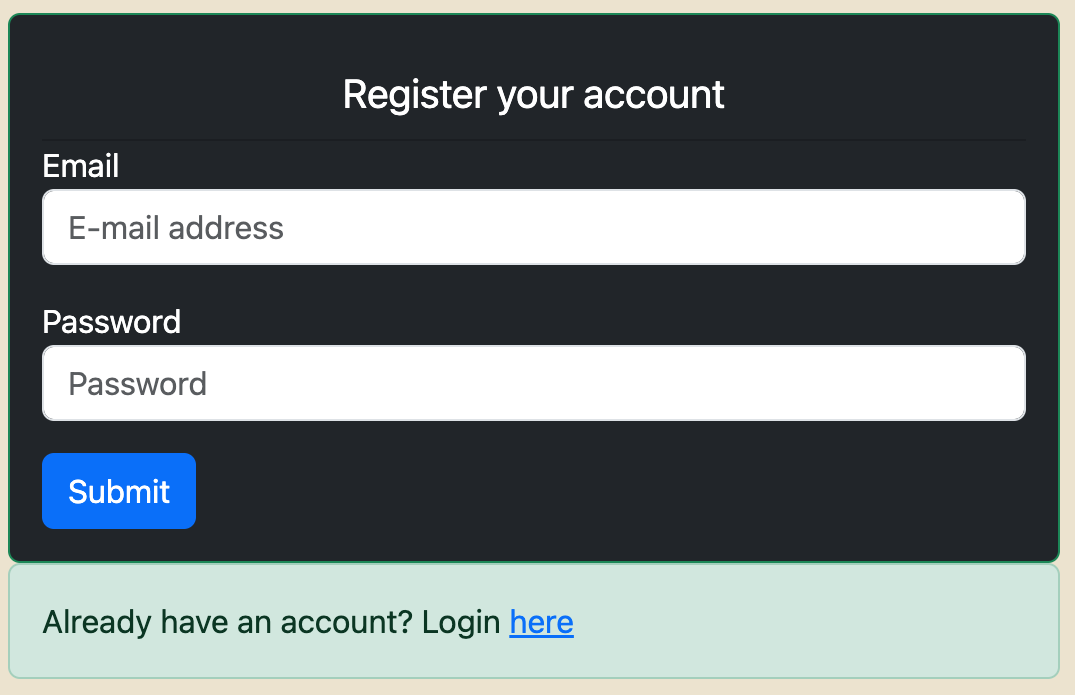 Register your account
Email
E-mail address
Password
Password
Submit
Already have an account? Login here